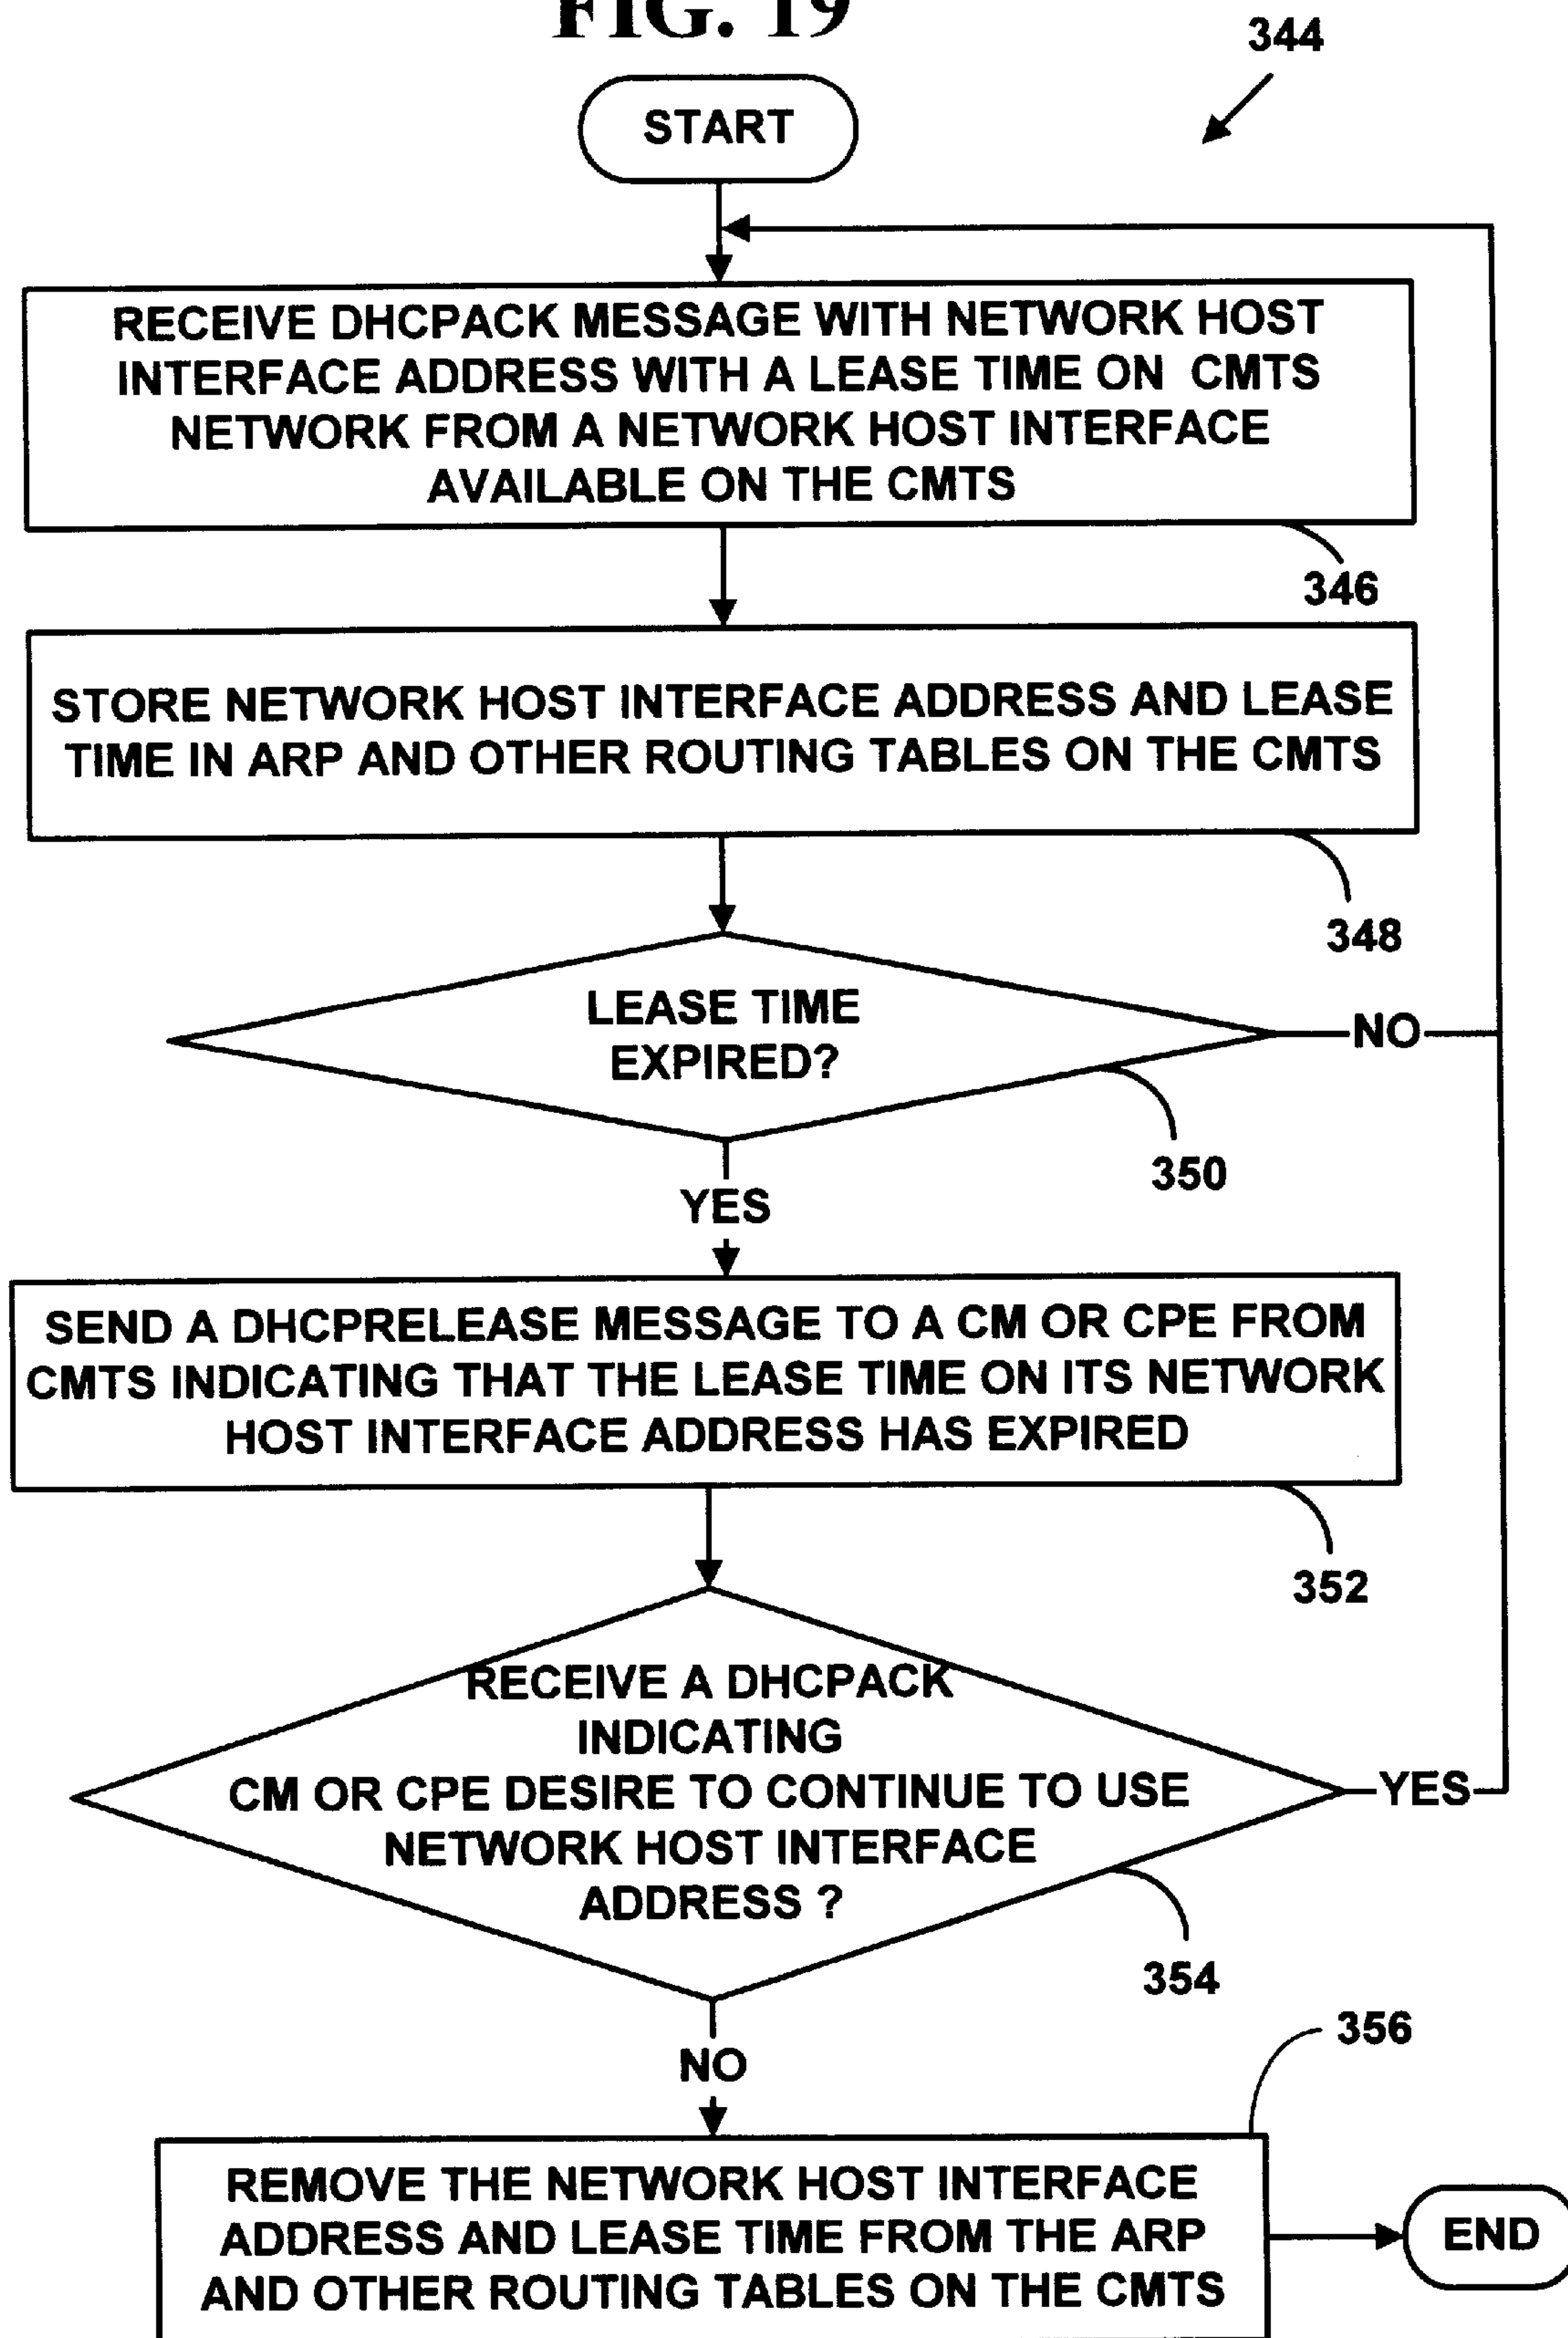 FIG. 19
344
START
RECEIVE DHCPACK MESSAGE WITH NETWORK HOST
INTERFACE ADDRESS WITH A LEASE TIME ON CMTS
NETWORK FROM A NETWORK HOST INTERFACE
AVAILABLE ON THE CMTS
346
STORE NETWORK HOST INTERFACE ADDRESS AND LEASE
TIME IN ARP AND OTHER ROUTING TABLES ON THE CMTS
348
LEASE TIME
EXPIRED?
NO
350
YES
SEND A DHCPRELEASE MESSAGE TO A CM OR CPE FROM
CMTS INDICATING THAT THE LEASE TIME ON ITS NETWORK
HOST INTERFACE ADDRESS HAS EXPIRED
352
RECEIVE A DHCPACK
INDICATING
CM OR CPE DESIRE TO CONTINUE TO USE
NETWORK HOST INTERFACE
ADDRESS ?
YES
354
NO
356
REMOVE THE NETWORK HOST INTERFACE
ADDRESS AND LEASE TIME FROM THE ARP
AND OTHER ROUTING TABLES ON THE CMTS
END